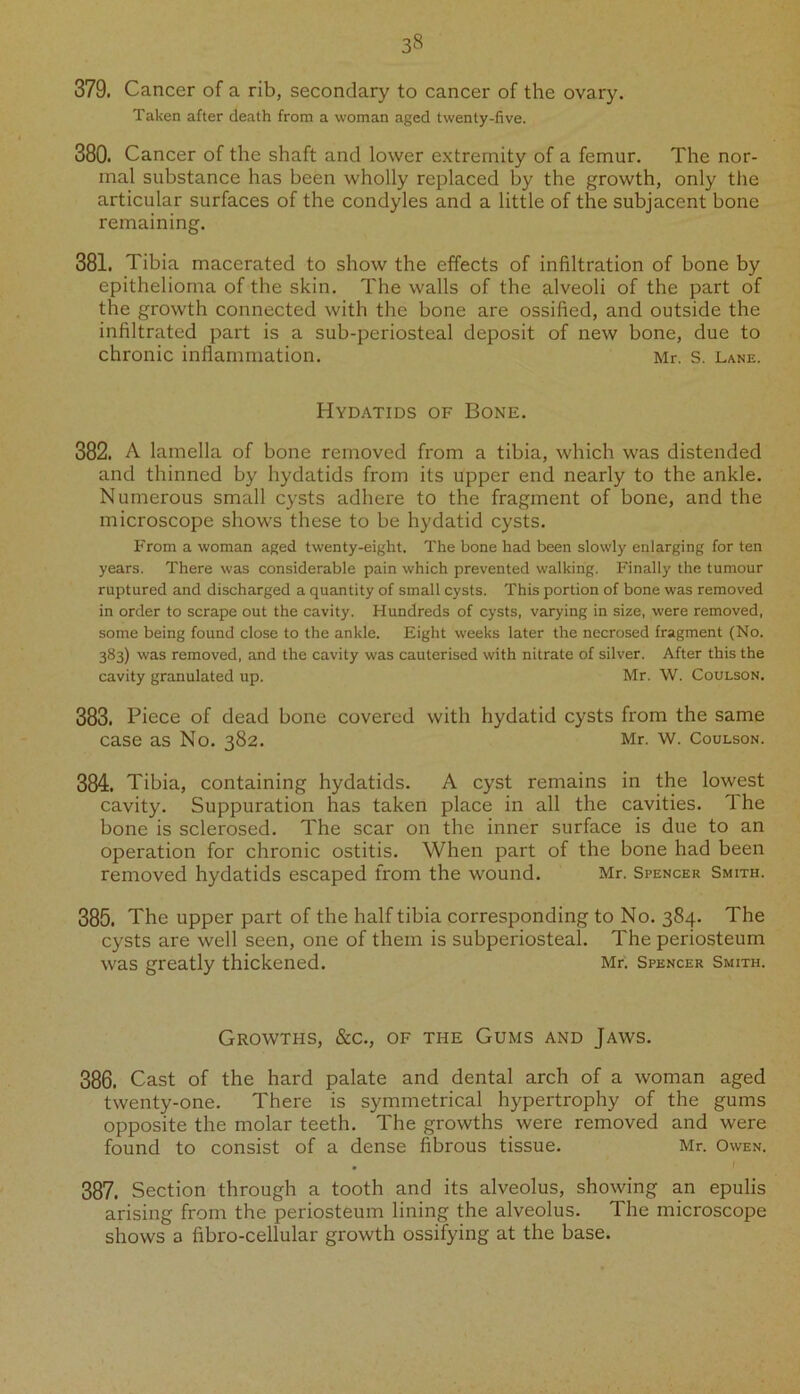 38
379. Cancer of a rib, secondary to cancer of the ovary.
Taken after death from a woman aged twenty-five.
380. Cancer of the shaft and lower extremity of a femur. The nor-
mal substance has been wholly replaced by the growth, only the
articular surfaces of the condyles and a little of the subjacent bone
remaining.
381. Tibia macerated to show the effects of infiltration of bone by
epithelioma of the skin. The walls of the alveoli of the part of
the growth connected with the bone are ossified, and outside the
infiltrated part is a sub-periosteal deposit of new bone, due to
chronic inflammation. Mr. S. Lane.
Hydatids of Bone.
382. A lamella of bone removed from a tibia, which was distended
and thinned by hydatids from its upper end nearly to the ankle.
Numerous small cysts adhere to the fragment of bone, and the
microscope shows these to be hydatid cysts.
From a woman aged twenty-eight. The bone had been slowly enlarging for ten
years. There was considerable pain which prevented walking. Finally the tumour
ruptured and discharged a quantity of small cysts. This portion of bone was removed
in order to scrape out the cavity. Hundreds of cysts, varying in size, were removed,
some being found close to the ankle. Eight weeks later the necrosed fragment (No.
383) was removed, and the cavity was cauterised with nitrate of silver. After this the
cavity granulated up. Mr. W. Coulson.
383. Piece of dead bone covered with hydatid cysts from the same
case as No. 382. Mr. W. Coulson.
384. Tibia, containing hydatids. A cyst remains in the lowest
cavity. Suppuration has taken place in all the cavities. The
bone is sclerosed. The scar on the inner surface is due to an
operation for chronic ostitis. When part of the bone had been
removed hydatids escaped from the wound. Mr. Spencer Smith.
385. The upper part of the half tibia corresponding to No. 384. The
cysts are well seen, one of them is subperiosteal. The periosteum
was greatly thickened. Mr. Spencer Smith.
Growths, &c., of the Gums and Jaws.
386. Cast of the hard palate and dental arch of a woman aged
twenty-one. There is symmetrical hypertrophy of the gums
opposite the molar teeth. The growths were removed and were
found to consist of a dense fibrous tissue. Mr. Owen.
387. Section through a tooth and its alveolus, showing an epulis
arising from the periosteum lining the alveolus. The microscope
shows a fibro-cellular growth ossifying at the base.